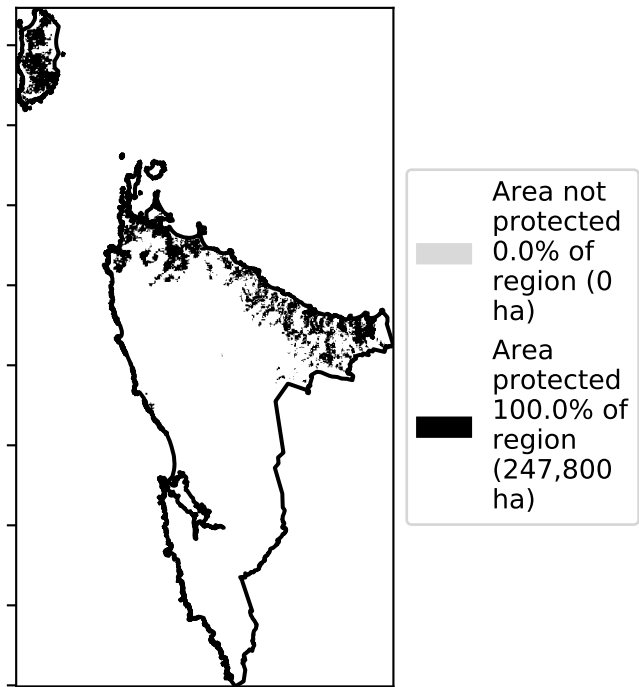 Area not
protected
0.0% of
region (0
ha)
Area
protected
100.0% of
region
(247,800
ha)